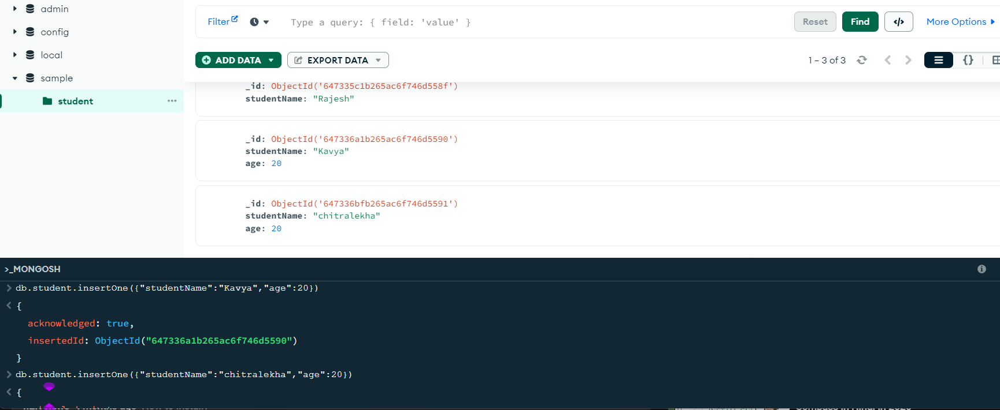 admin
config
local
sample
student
Filter
Type a query: { field: 'value' }
Reset
Find
</>
More Options
ADD DATA
EXPORT DATA
1 – 3 of 3
{}
_id: ObjectId('647335c1b265ac6f746d558f')
studentName: "Rajesh"
_id: ObjectId('647336a1b265ac6f746d5590')
studentName: "Kavya"
age: 20
_id: ObjectId('647336bfb265ac6f746d5591')
studentName: "chitralekha"
age: 20
>_MONGOSH
> db.student.insertOne({"studentName":"Kavya","age":20})
< {
acknowledged: true,
insertedId: ObjectId("647336a1b265ac6f746d5590")
}
> db.student.insertOne({"studentName":"chitralekha","age":20})
< {